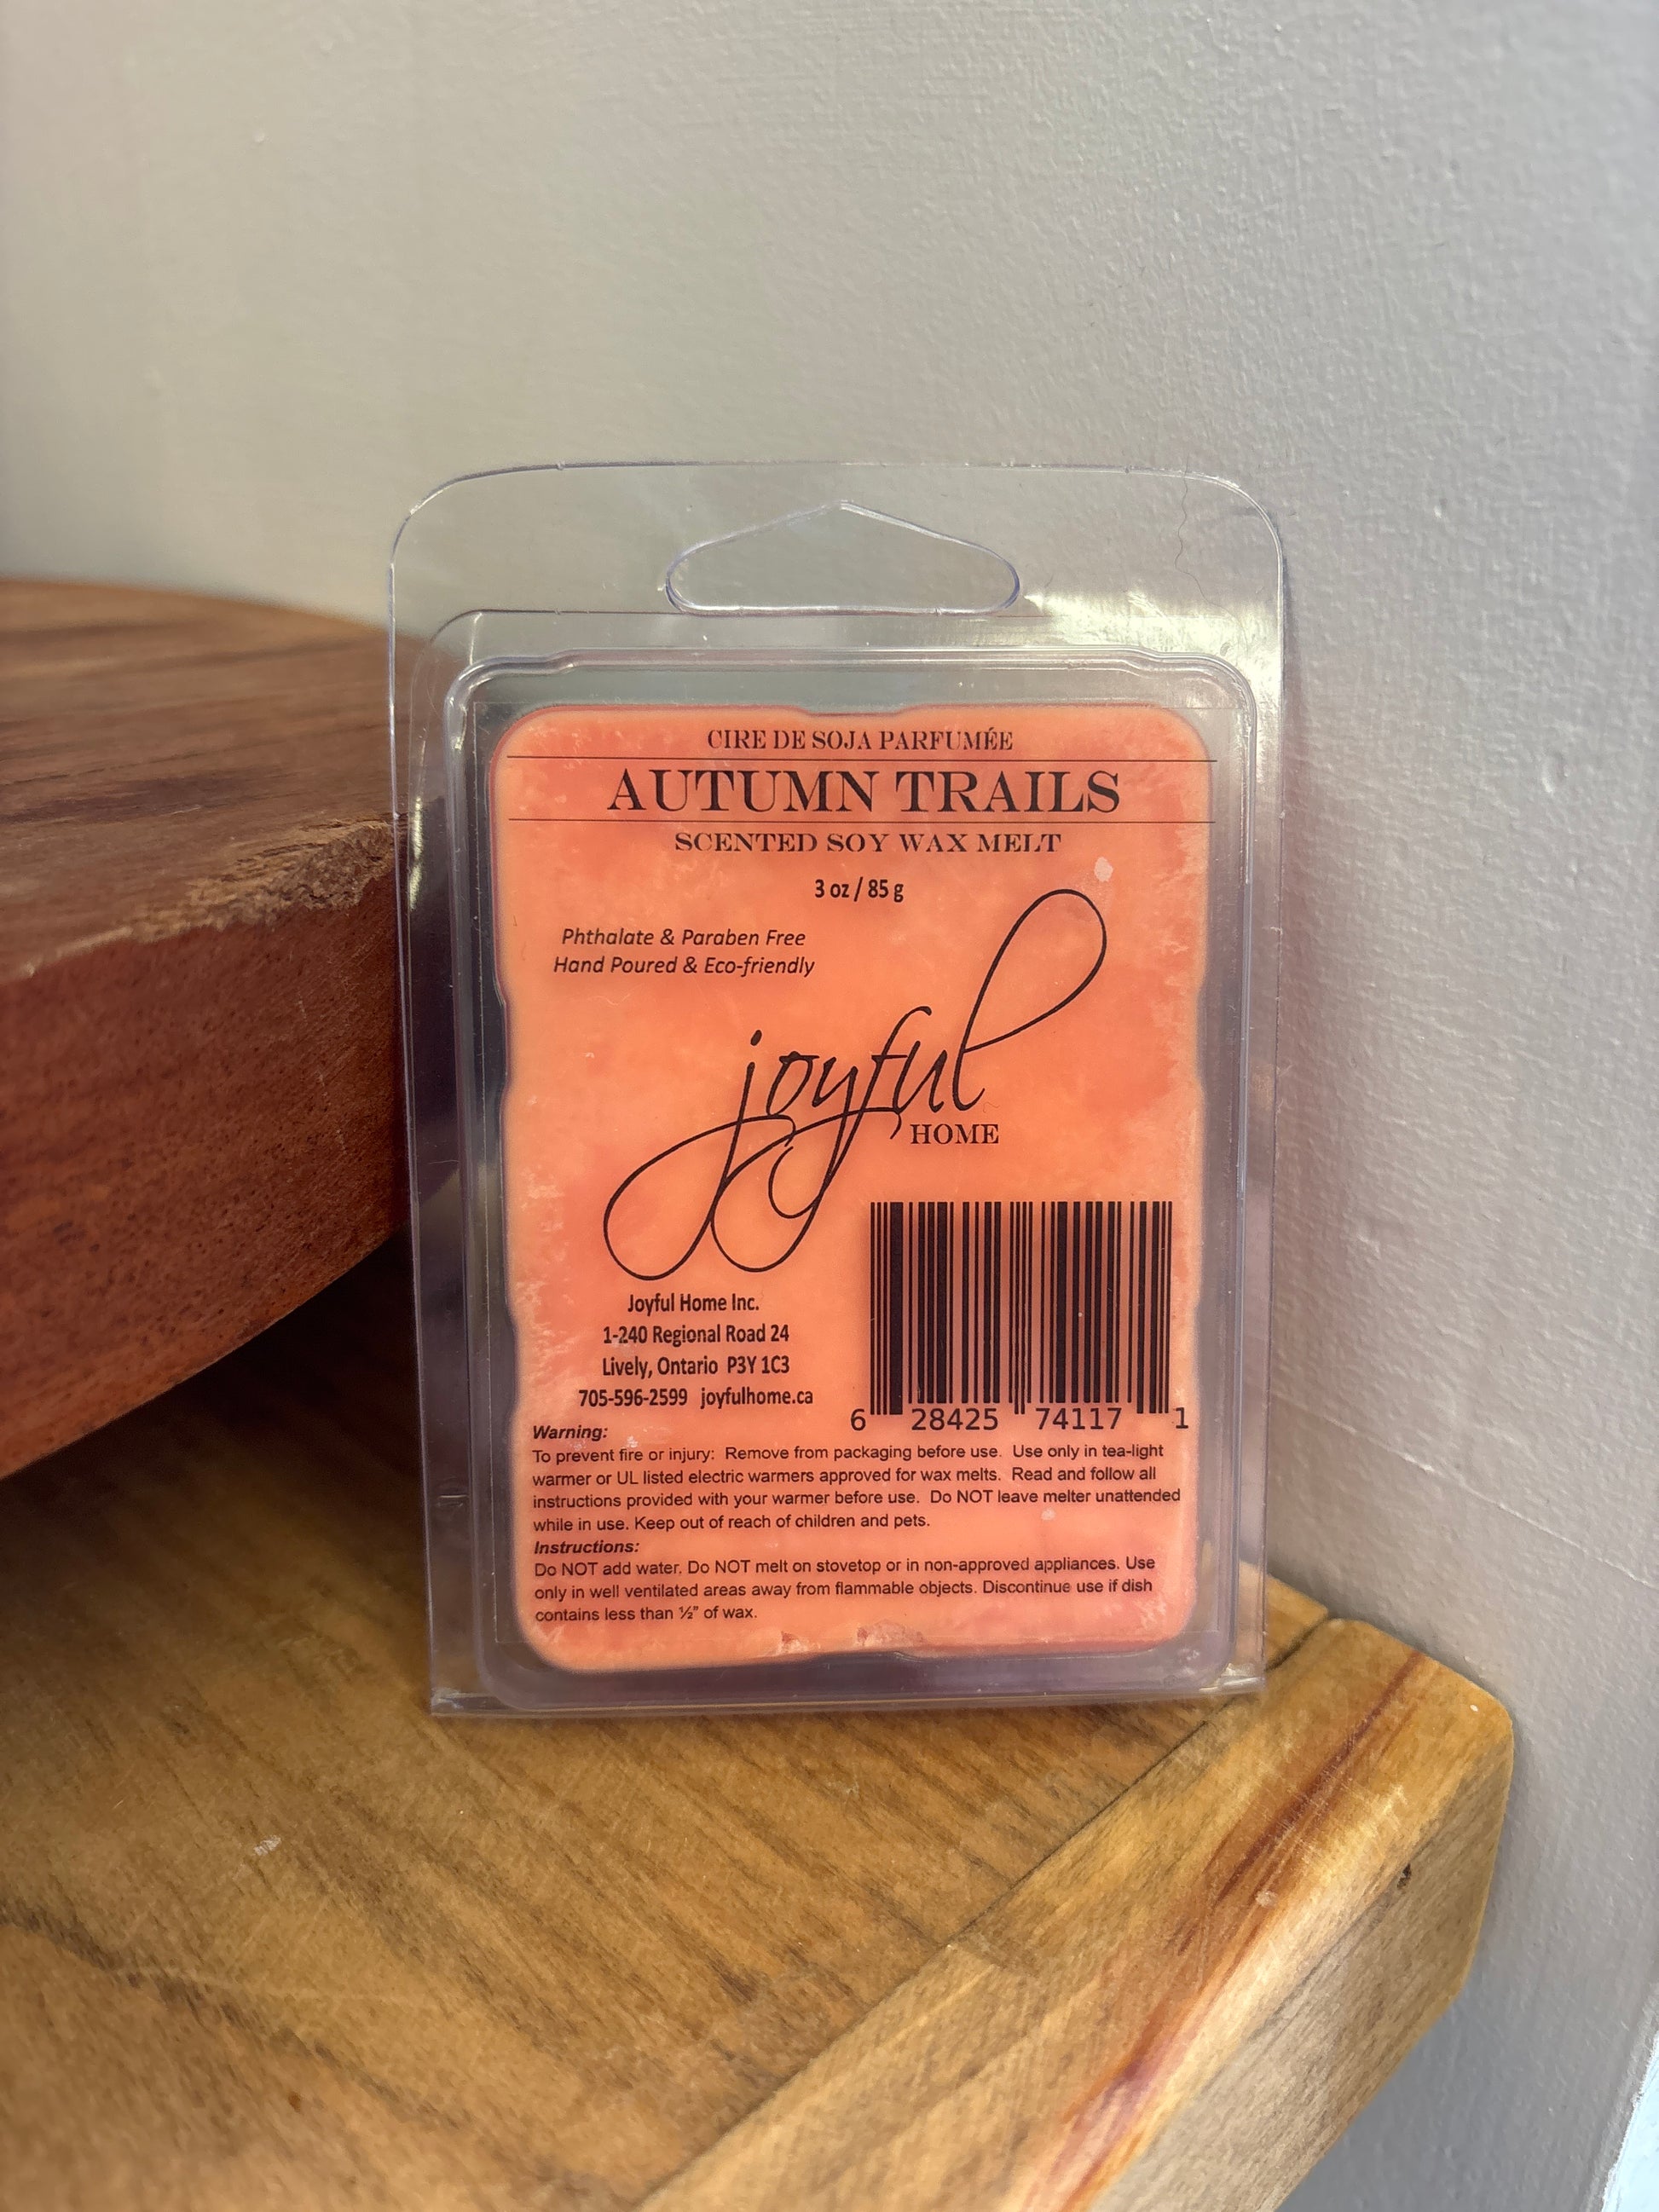 CIRE DE SOJA PARFUMÉE
AUTUMN TRAILS
SCENTED SOY WAX MELT
3 oz / 85 g
Phthalate & Paraben Free
Hand Poured & Eco-friendly
joyful
HOME
Joyful Home Inc.
1-240 Regional Road 24
Lively, Ontario P3Y 1C3
705-596-2599 joyfulhome.ca
6 28425 74117 1
Warning:
To prevent fire or injury: Remove from packaging before use. Use only in tea-light
warmer or UL listed electric warmers approved for wax melts. Read and follow all
instructions provided with your warmer before use. Do NOT leave melter unattended
while in use. Keep out of reach of children and pets.
Instructions:
Do NOT add water. Do NOT melt on stovetop or in non-approved appliances. Use
only in well ventilated areas away from flammable objects. Discontinue use if dish
contains less than ½" of wax.